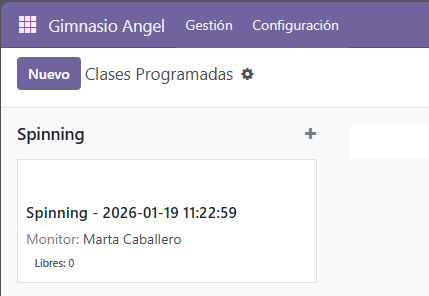 Gimnasio Angel Gestión Configuración
Nuevo Clases Programadas
Spinning
Spinning - 2026-01-19 11:22:59
Monitor: Marta Caballero
Libres: 0